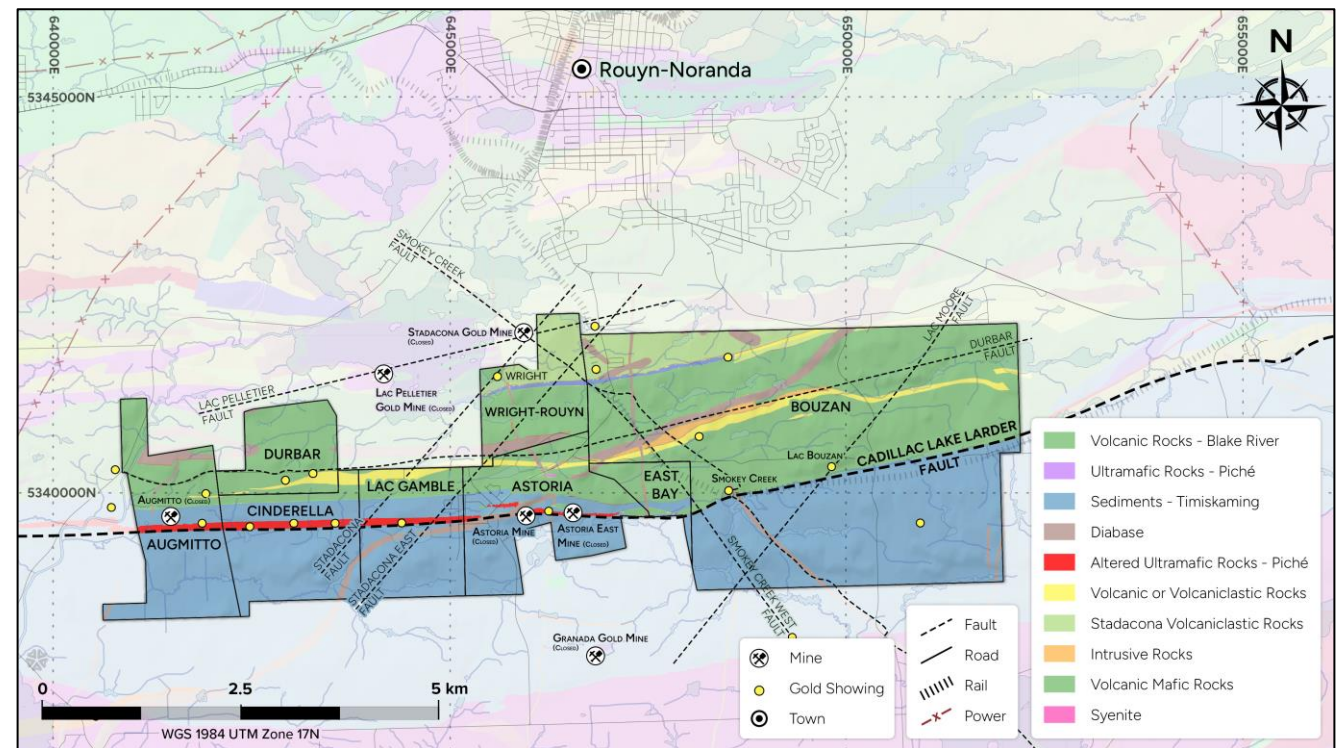 640000E
645000E
650000E
655000E
N
Rouyn-Noranda
5345000N
SMOKEY CREEK
FAULT
LAC MOORE
FAULT
STADACONA GOLD MINE
(CLOSED)
DURBAR
FAULT
LAC PELLETIER
GOLD MINE (CLOSED)
WRIGHT
LAC PELLETIER
FAULT
WRIGHT-ROUYN
BOUZAN
DURBAR
LAC BOUZAN
CADILLAC LAKE LARDER
FAULT
LAC GAMBLE
ASTORIA
EAST
BAY
SMOKEY CREEK
5340000N
AUGMITTO (CLOSED)
CINDERELLA
AUGMITTO
STADACONA
FAULT
STADACONA EAST
FAULT
ASTORIA MINE
(CLOSED)
ASTORIA EAST
MINE (CLOSED)
SMOKEY CREEK WEST
FAULT
GRANADA GOLD MINE
(CLOSED)
0 2.5 5 km
WGS 1984 UTM Zone 17N
Mine
Gold Showing
Town
Fault
Road
Rail
Power
Volcanic Rocks - Blake River
Ultramafic Rocks - Piché
Sediments - Timiskaming
Diabase
Altered Ultramafic Rocks - Piché
Volcanic or Volcaniclastic Rocks
Stadacona Volcaniclastic Rocks
Intrusive Rocks
Volcanic Mafic Rocks
Syenite